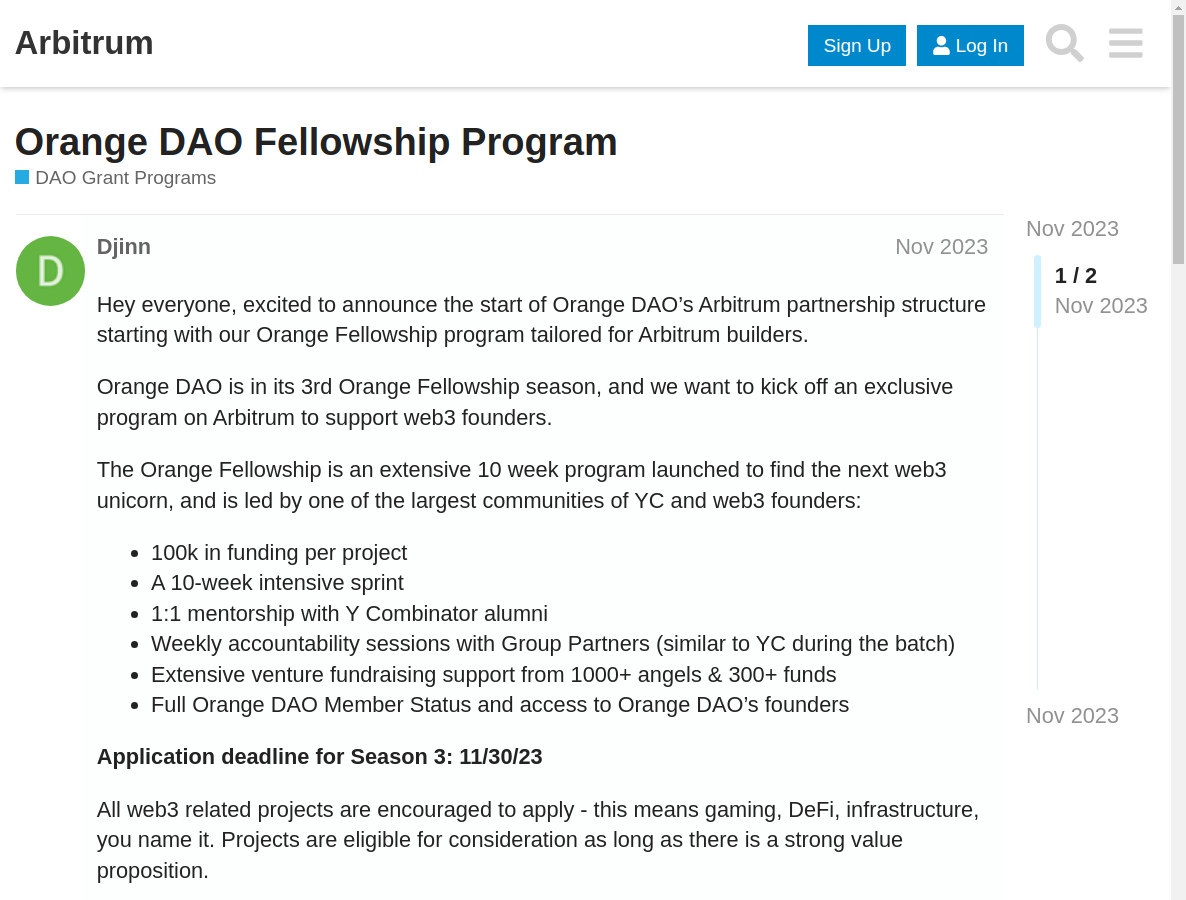 Arbitrum
Sign Up
Log In
Orange DAO Fellowship Program
DAO Grant Programs
D
Djinn
Nov 2023
Hey everyone, excited to announce the start of Orange DAO’s Arbitrum partnership structure
starting with our Orange Fellowship program tailored for Arbitrum builders.
Orange DAO is in its 3rd Orange Fellowship season, and we want to kick off an exclusive
program on Arbitrum to support web3 founders.
The Orange Fellowship is an extensive 10 week program launched to find the next web3
unicorn, and is led by one of the largest communities of YC and web3 founders:
• 100k in funding per project
• A 10-week intensive sprint
• 1:1 mentorship with Y Combinator alumni
• Weekly accountability sessions with Group Partners (similar to YC during the batch)
• Extensive venture fundraising support from 1000+ angels & 300+ funds
• Full Orange DAO Member Status and access to Orange DAO’s founders
Application deadline for Season 3: 11/30/23
All web3 related projects are encouraged to apply - this means gaming, DeFi, infrastructure,
you name it. Projects are eligible for consideration as long as there is a strong value
proposition.
Nov 2023
1 / 2
Nov 2023
Nov 2023